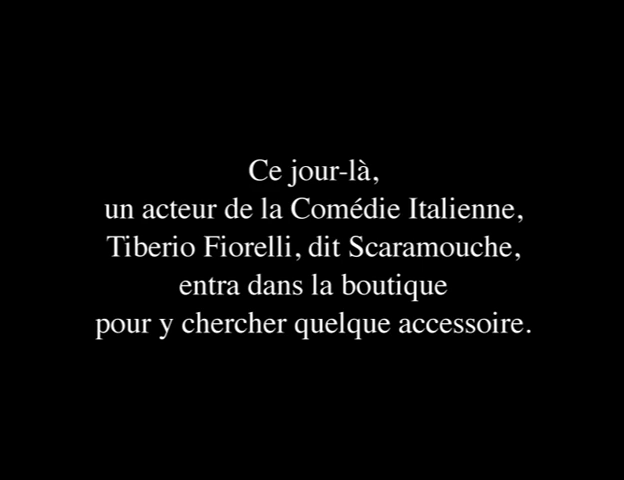 Ce jour-là,
un acteur de la Comédie Italienne,
Tiberio Fiorelli, dit Scaramouche,
entra dans la boutique
pour y chercher quelque accessoire.